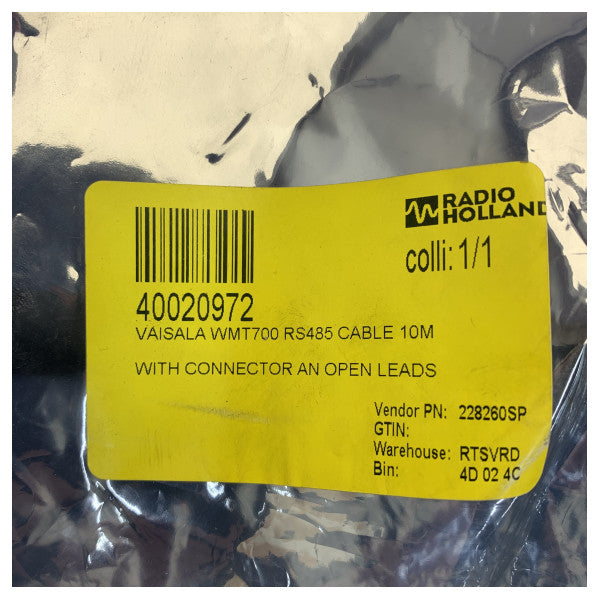 RADIO
HOLLAND
colli: 1/1
40020972
VAISALA WMT700 RS485 CABLE 10M
WITH CONNECTOR AN OPEN LEADS
Vendor PN: 228260SP
GTIN:
Warehouse: RTSVRD
Bin: 4D 02 4C